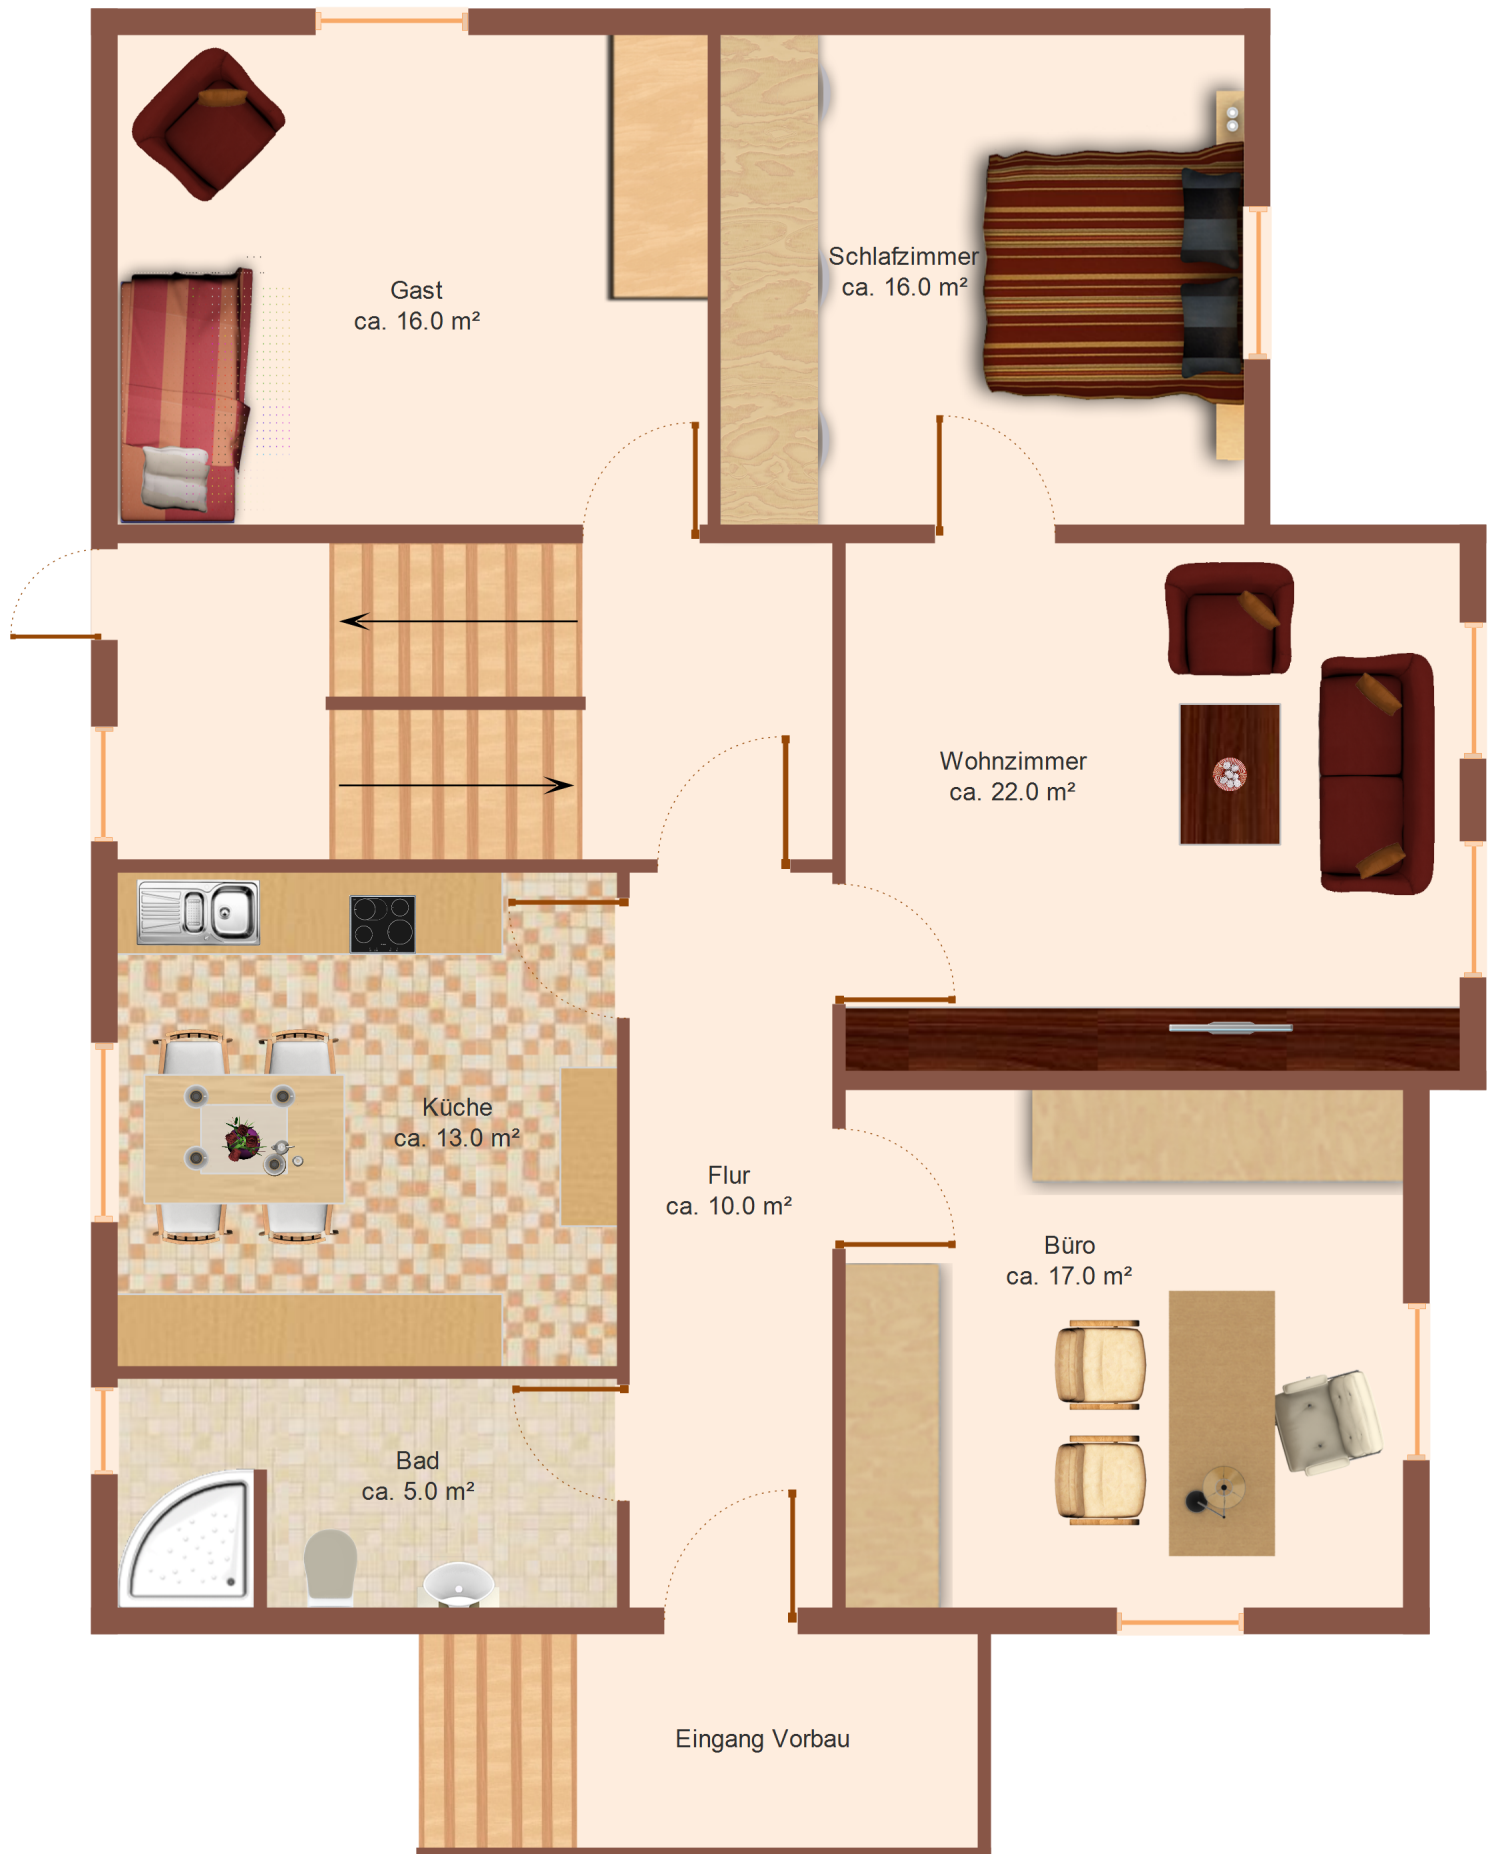 Gast
ca. 16.0 m²
Schlafzimmer
ca. 16.0 m²
Wohnzimmer
ca. 22.0 m²
Küche
ca. 13.0 m²
Flur
ca. 10.0 m²
Büro
ca. 17.0 m²
Bad
ca. 5.0 m²
Eingang Vorbau